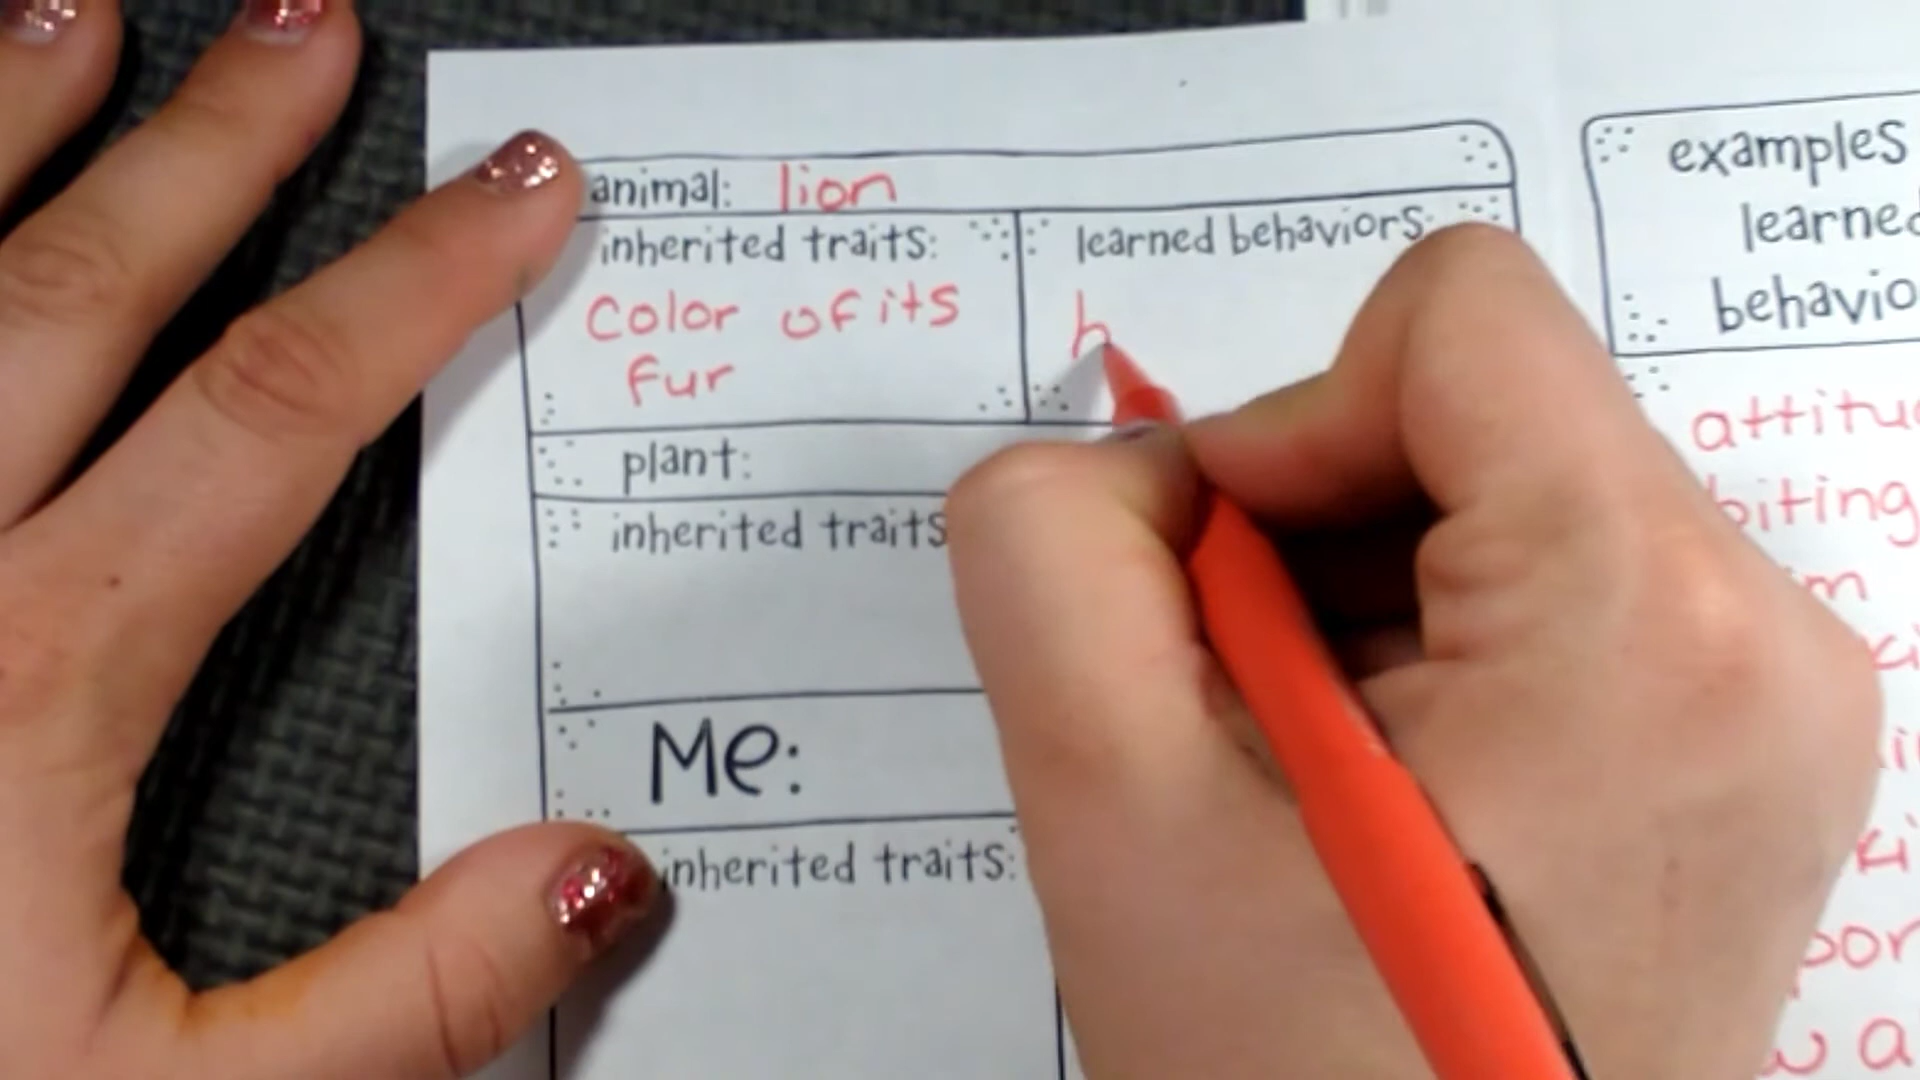 animal: lion
inherited traits:
Color of its
fur
learned behaviors:
h
plant:
inherited traits
Me:
inherited traits:
examples
learned
behavio
attitu
biting